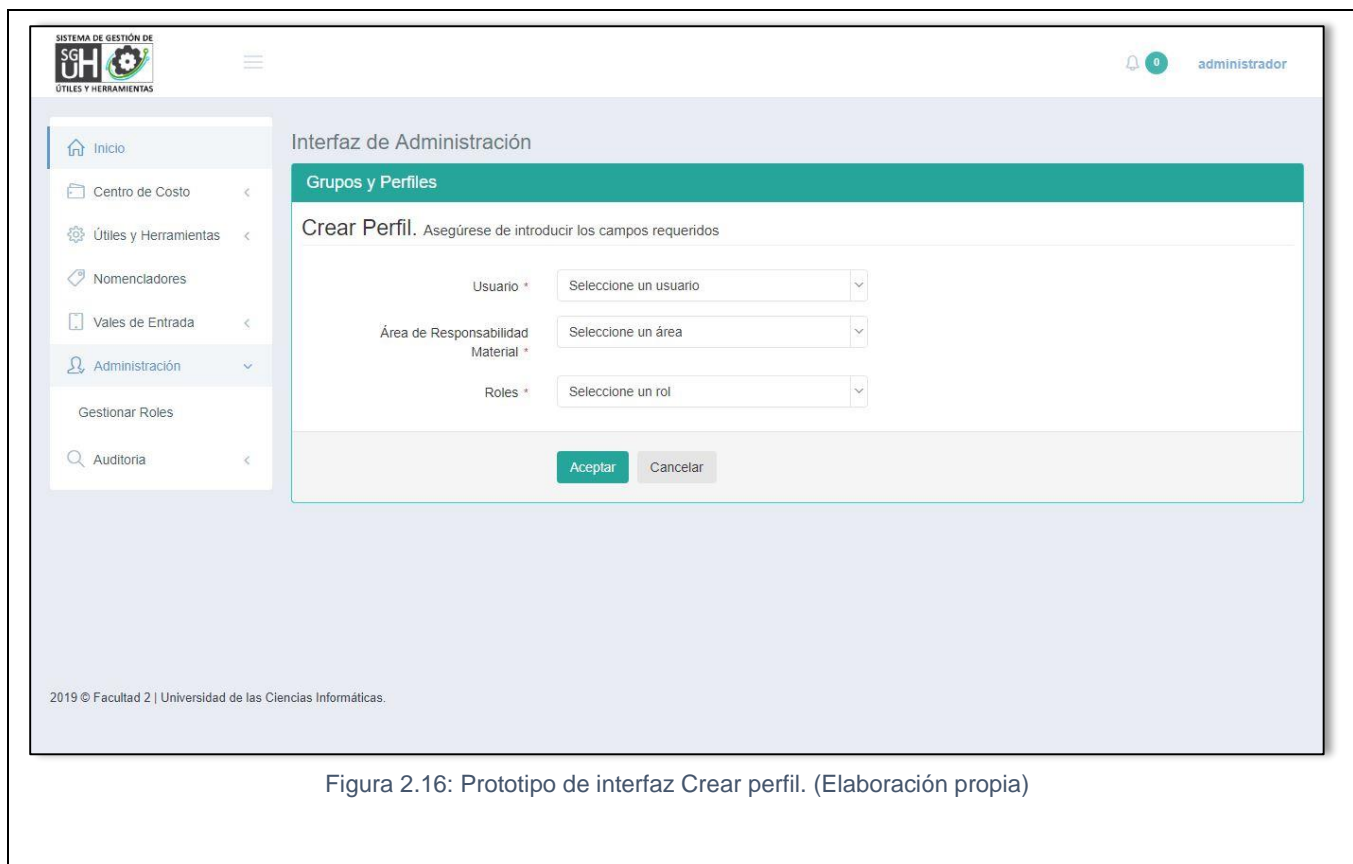 SISTEMA DE GESTIÓN DE
SG
UH
ÚTILES Y HERRAMIENTAS
0
administrador
Inicio
Centro de Costo
Útiles y Herramientas
Nomencladores
Vales de Entrada
Administración
Gestionar Roles
Auditoria
Interfaz de Administración
Grupos y Perfiles
Crear Perfil. Asegúrese de introducir los campos requeridos
Usuario * Seleccione un usuario
Área de Responsabilidad
Material * Seleccione un área
Roles * Seleccione un rol
Aceptar Cancelar
2019 © Facultad 2 | Universidad de las Ciencias Informáticas.
Figura 2.16: Prototipo de interfaz Crear perfil. (Elaboración propia)